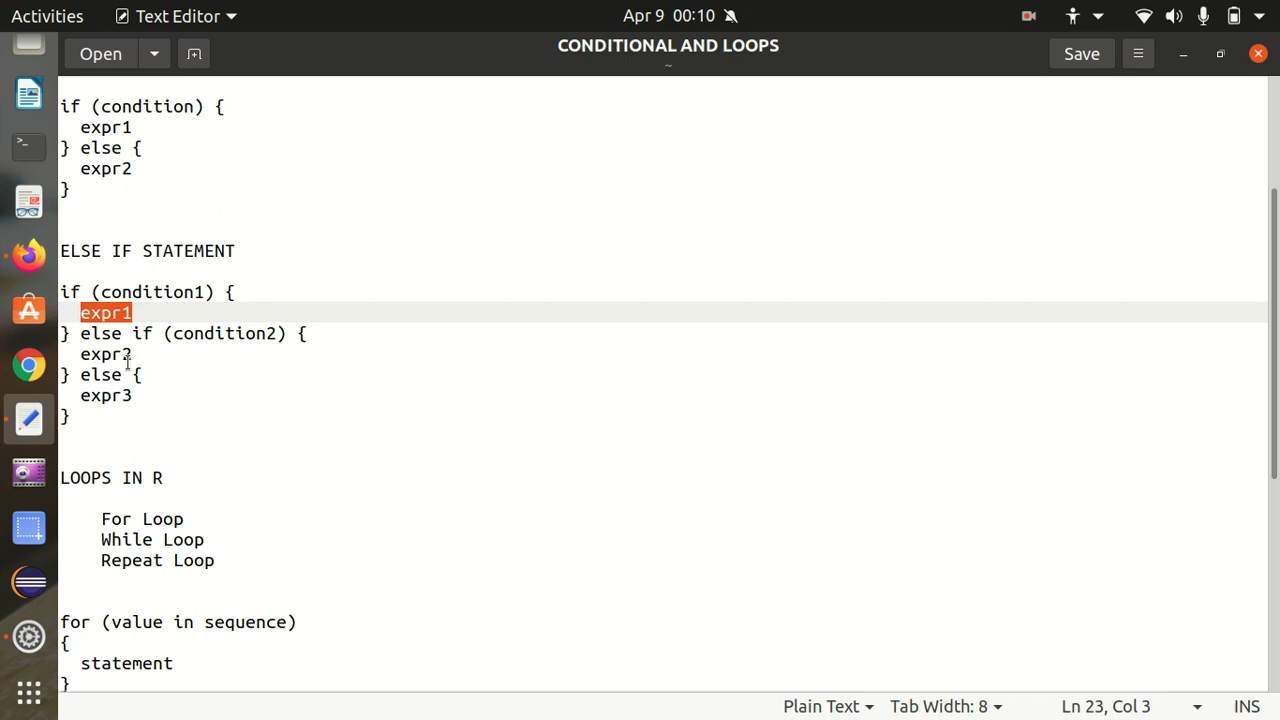 Activities
Text Editor
Apr 9 00:10
Open
CONDITIONAL AND LOOPS
~
Save
if (condition) {
  expr1
} else {
  expr2
}
ELSE IF STATEMENT
if (condition1) {
  expr1
} else if (condition2) {
  expr2
} else {
  expr3
}
LOOPS IN R
    For Loop
    While Loop
    Repeat Loop
for (value in sequence)
{
  statement
}
Plain Text
Tab Width: 8
Ln 23, Col 3
INS